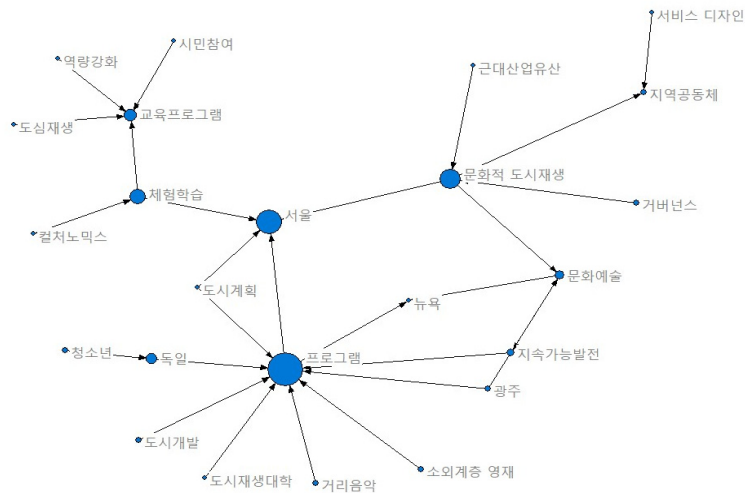 서비스 디자인
시민참여
역량강화
근대산업유산
지역공동체
교육프로그램
도심재생
문화적 도시재생
체험학습
거버넌스
서울
컬처노믹스
문화예술
도시계획
뉴욕
청소년
독일
프로그램
지속가능발전
광주
도시개발
소외계층 영재
도시재생대학
거리음악